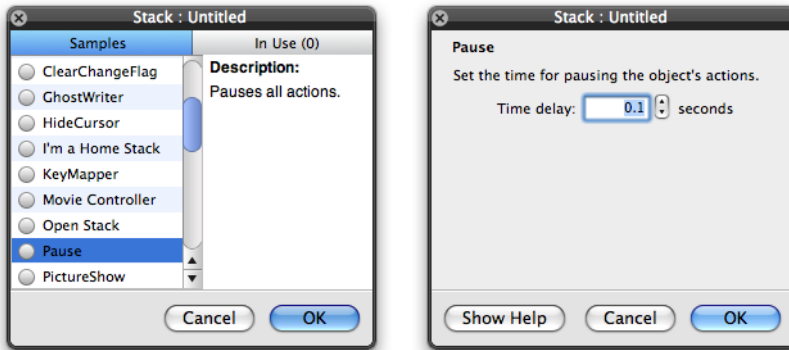 Stack : Untitled
Samples
In Use (0)
ClearChangeFlag
GhostWriter
HideCursor
I'm a Home Stack
KeyMapper
Movie Controller
Open Stack
Pause
PictureShow
Description:
Pauses all actions.
Cancel
OK
Stack : Untitled
Pause
Set the time for pausing the object's actions.
Time delay: 0.1 seconds
Show Help
Cancel
OK